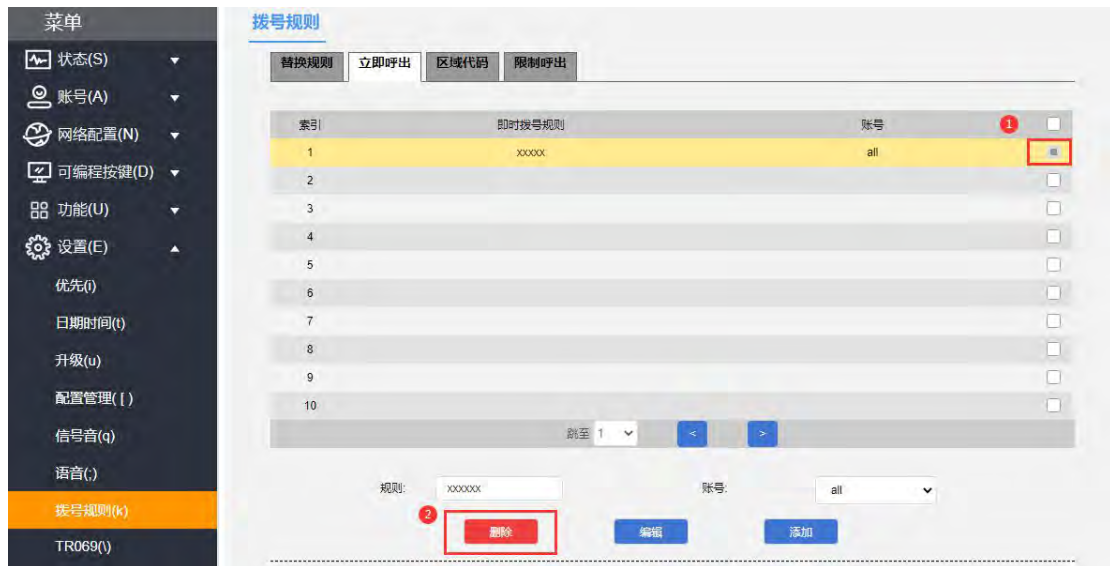 菜单
拨号规则
状态(S)
账号(A)
网络配置(N)
可编程按键(D)
功能(U)
设置(E)
优先(i)
日期时间(t)
升级(u)
配置管理( [ )
信号音(q)
语音(;)
拨号规则(k)
TR069(\)
替换规则 立即呼出 区域代码 限制呼出
索引 即时拨号规则 账号 1
1 xxxxx all
2
3
4
5
6
7
8
9
10
跳至 1 < >
规则: xxxxxx 账号: all
2
删除 编辑 添加